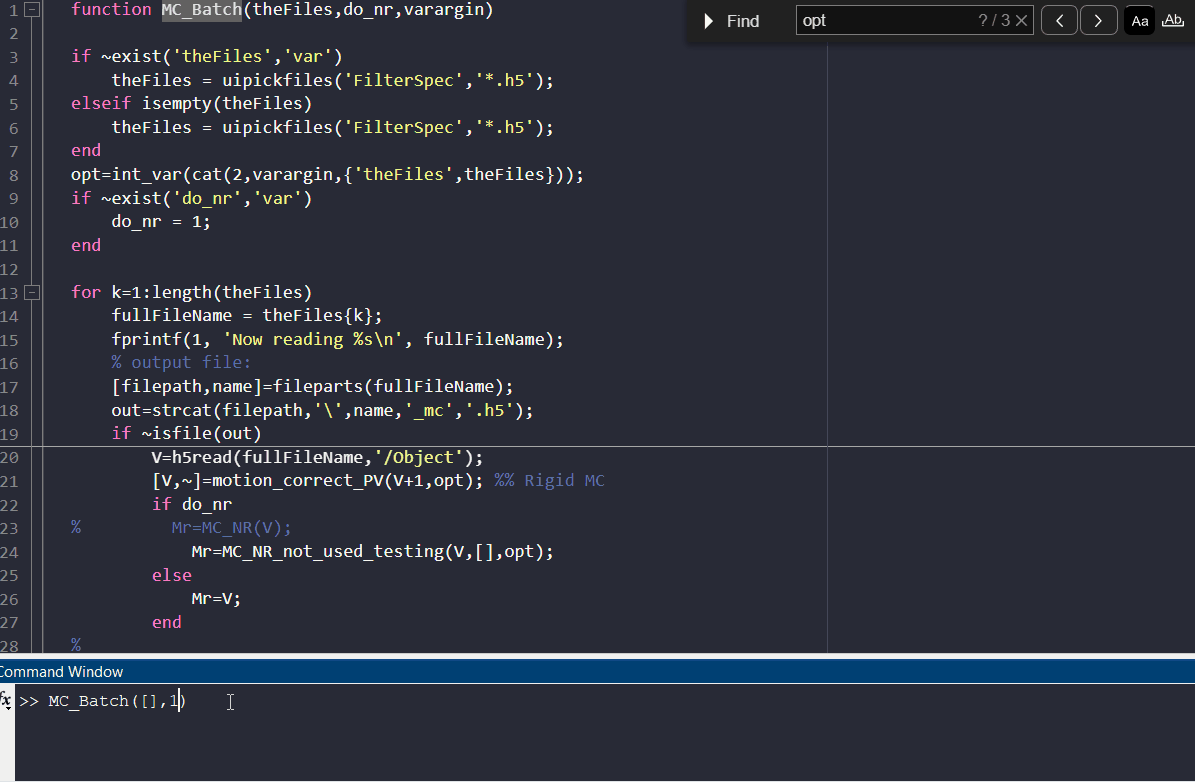 1 function MC_Batch(theFiles,do_nr,varargin)
2
3 if ~exist('theFiles','var')
4 theFiles = uipickfiles('FilterSpec','*.h5');
5 elseif isempty(theFiles)
6 theFiles = uipickfiles('FilterSpec','*.h5');
7 end
8 opt=int_var(cat(2,varargin,{'theFiles',theFiles}));
9 if ~exist('do_nr','var')
10 do_nr = 1;
11 end
12
13 for k=1:length(theFiles)
14 fullFileName = theFiles{k};
15 fprintf(1, 'Now reading %s\n', fullFileName);
16 % output file:
17 [filepath,name]=fileparts(fullFileName);
18 out=strcat(filepath,'\',name,'_mc','.h5');
19 if ~isfile(out)
20 V=h5read(fullFileName,'/Object');
21 [V,~]=motion_correct_PV(V+1,opt); %% Rigid MC
22 if do_nr
23 % Mr=MC_NR(V);
24 Mr=MC_NR_not_used_testing(V,[],opt);
25 else
26 Mr=V;
27 end
28 %
Find opt ? / 3 Aa Ab
Command Window
fx >> MC_Batch([],1)